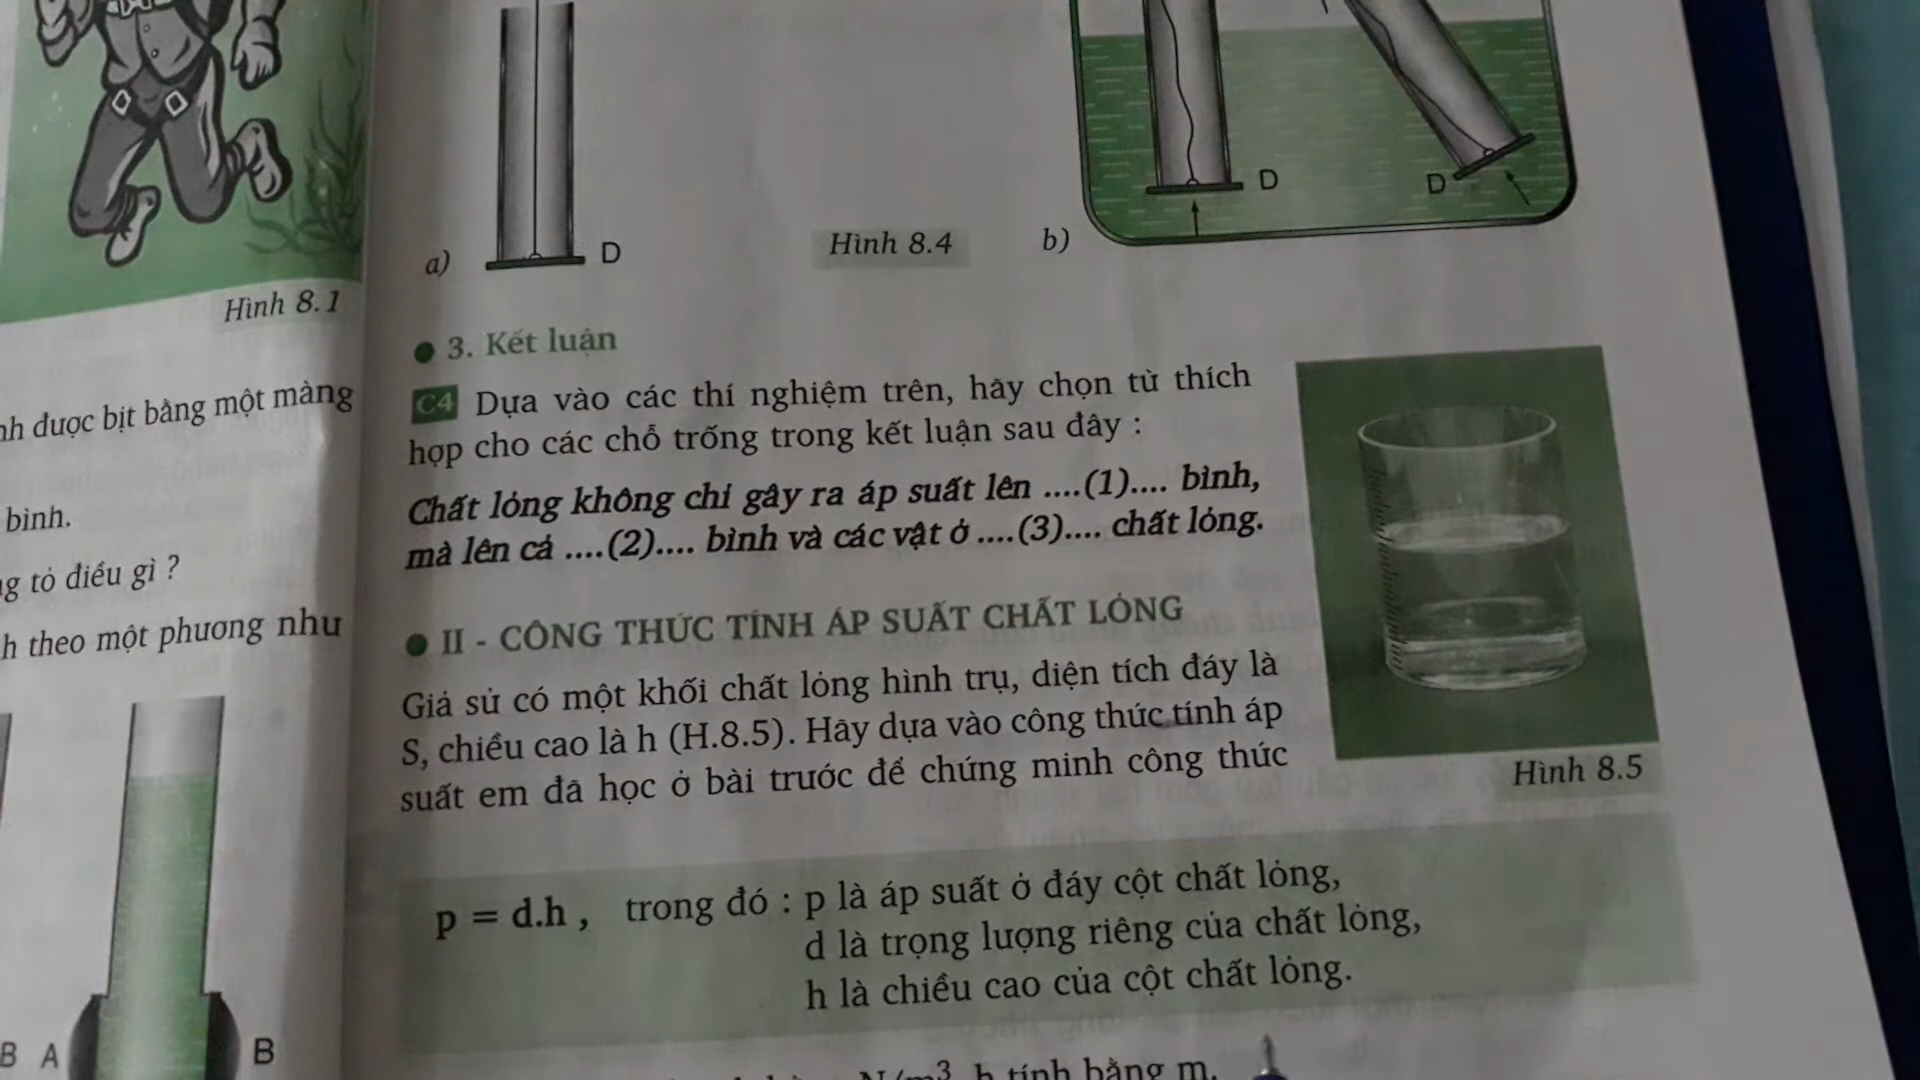 Hình 8.1
được bịt bằng một màng
bình.
tỏ điều gì ?
theo một phương như
B A
B
a)
D
Hình 8.4
b)
D
D
3. Kết luận
C4 Dựa vào các thí nghiệm trên, hãy chọn từ thích
hợp cho các chỗ trống trong kết luận sau đây :
Chất lỏng không chỉ gây ra áp suất lên ....(1).... bình,
mà lên cả ....(2).... bình và các vật ở ....(3).... chất lỏng.
II - CÔNG THỨC TÍNH ÁP SUẤT CHẤT LỎNG
Giả sử có một khối chất lỏng hình trụ, diện tích đáy là
S, chiều cao là h (H.8.5). Hãy dựa vào công thức tính áp
suất em đã học ở bài trước để chứng minh công thức
Hình 8.5
p = d.h , trong đó : p là áp suất ở đáy cột chất lỏng,
d là trọng lượng riêng của chất lỏng,
h là chiều cao của cột chất lỏng.
N/m3, h tính bằng m.